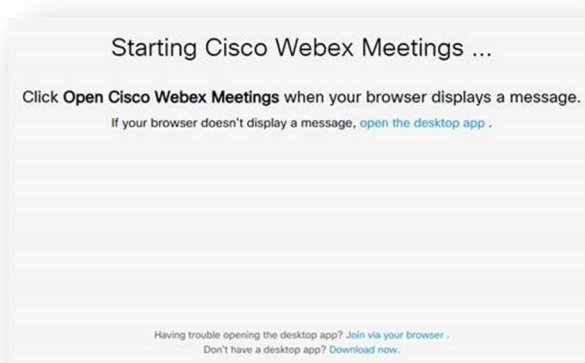 Starting Cisco Webex Meetings ...
Click Open Cisco Webex Meetings when your browser displays a message.
If your browser doesn't display a message, open the desktop app .
Having trouble opening the desktop app? Join via your browser .
Don't have a desktop app? Download now.